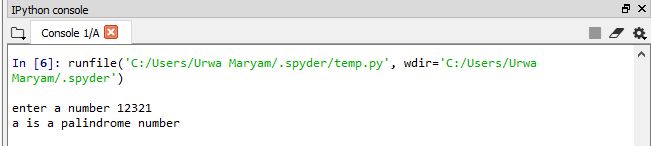 IPython console
Console 1/A
In [6]: runfile('C:/Users/Urwa Maryam/.spyder/temp.py', wdir='C:/Users/Urwa
Maryam/.spyder')
enter a number 12321
a is a palindrome number